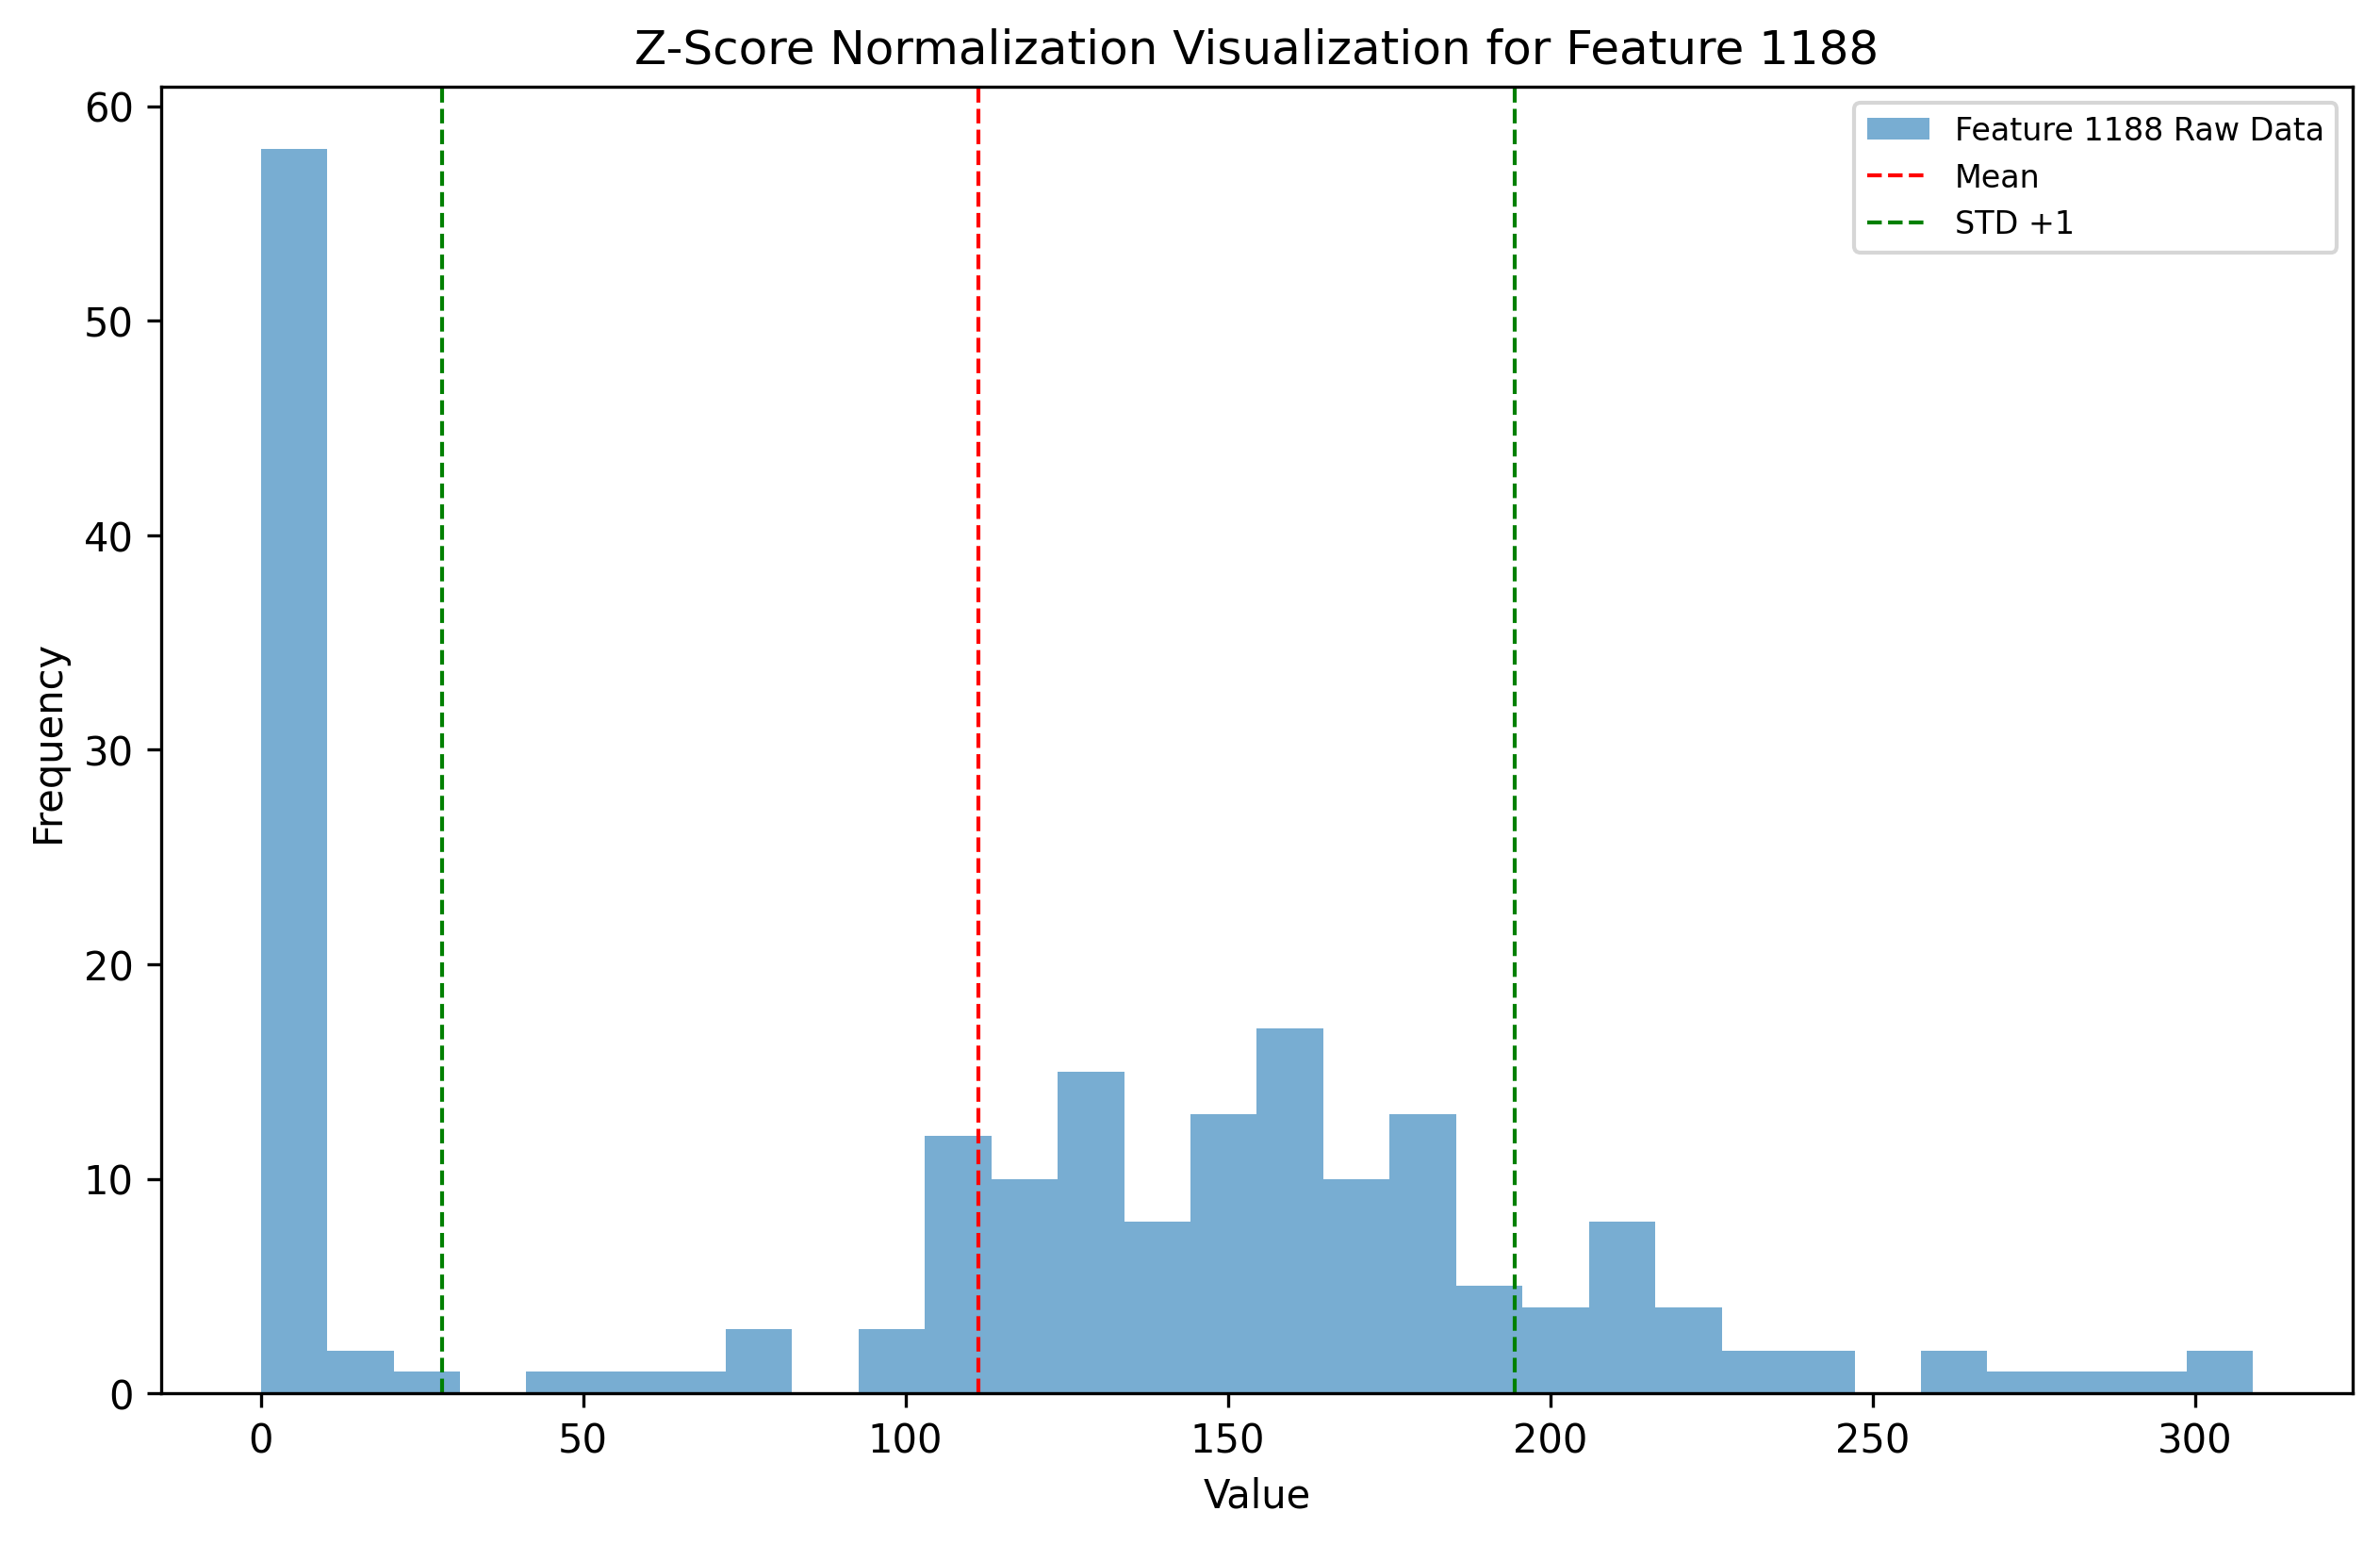 Z-Score Normalization Visualization for Feature 1188
Feature 1188 Raw Data
Mean
STD +1
Frequency
60
50
40
30
20
10
0
0 50 100 150 200 250 300
Value